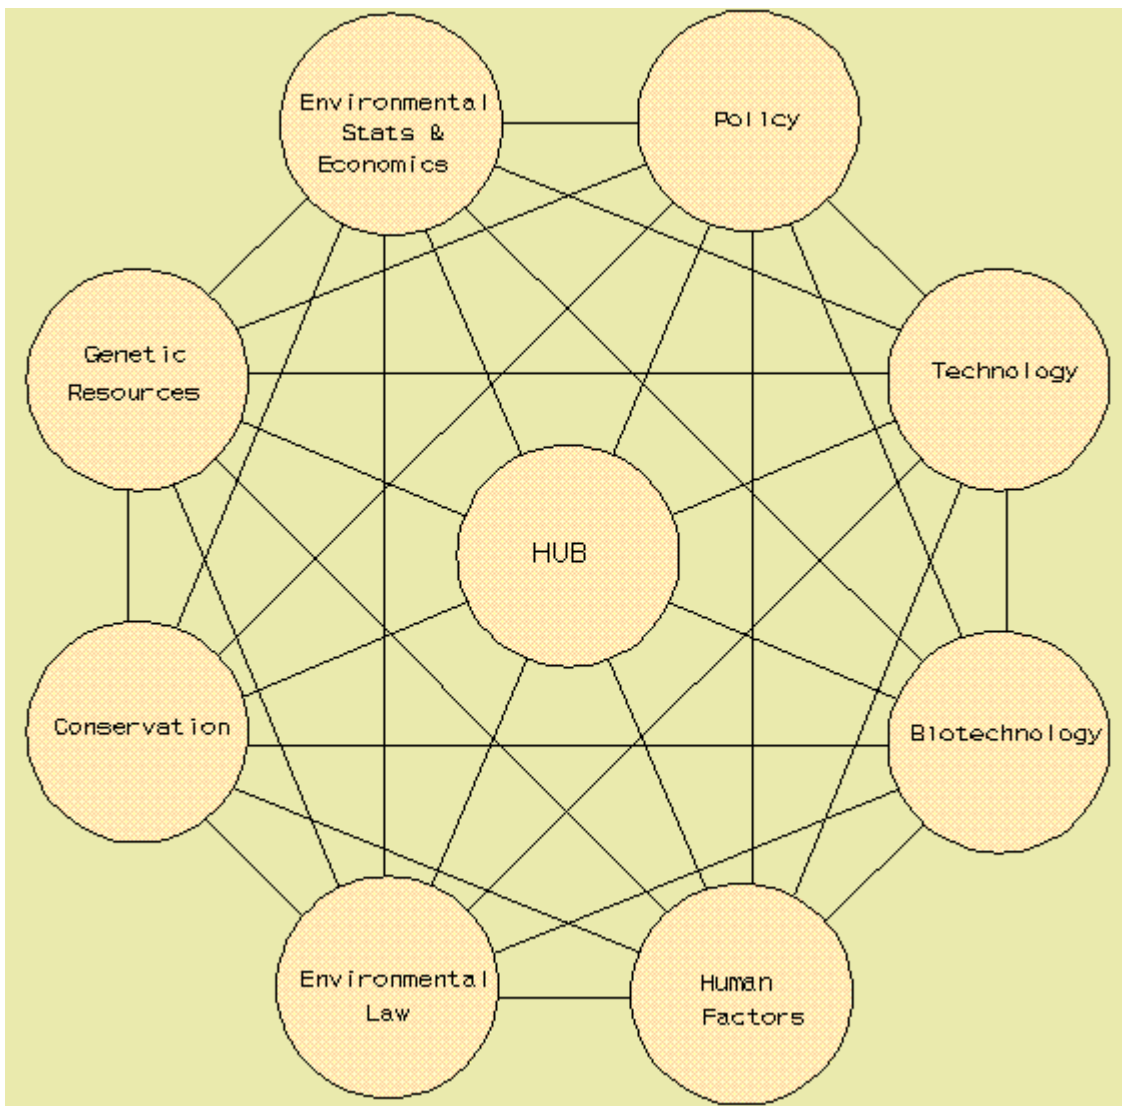 Environmental
Stats &
Economics
Policy
Genetic
Resources
Technology
HUB
Conservation
Biotechnology
Environmental
Law
Human
Factors